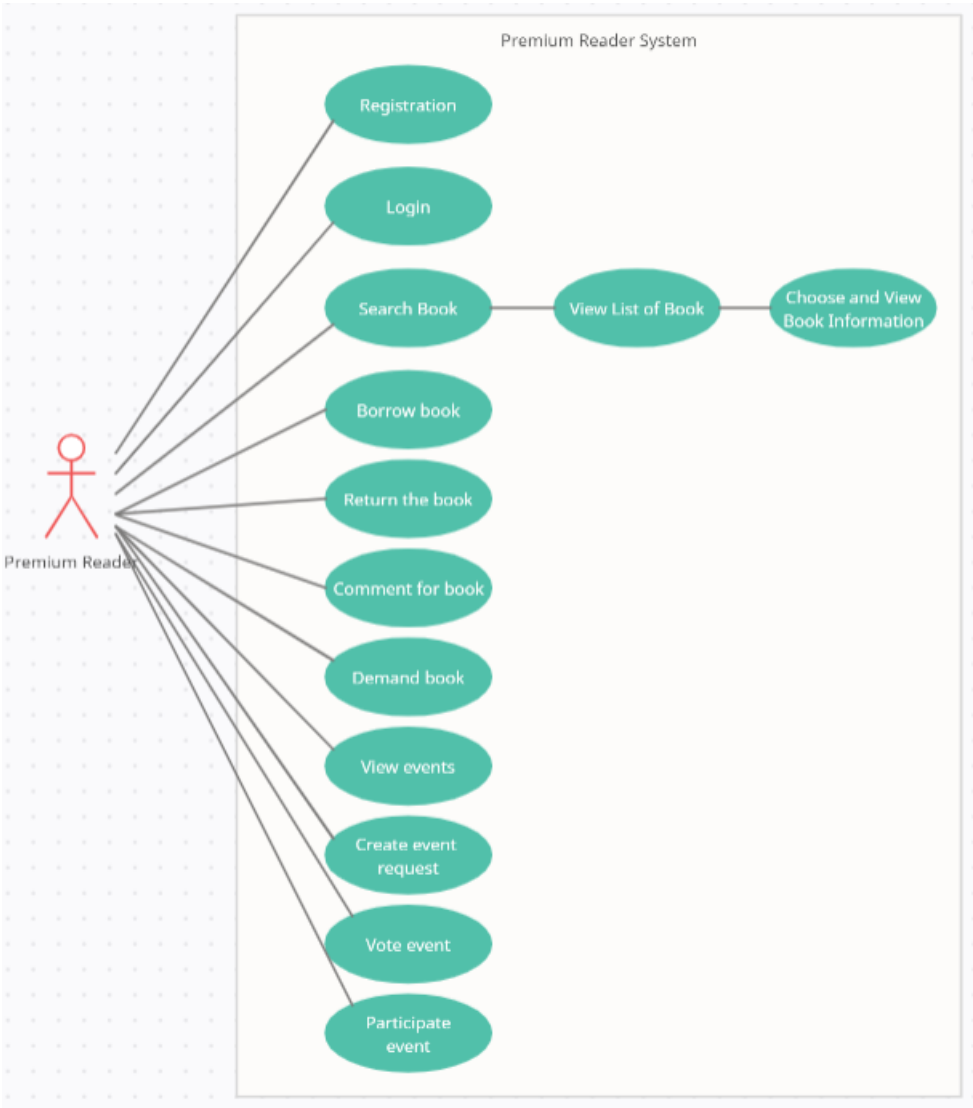 Premium Reader System
Registration
Login
Search Book
View List of Book
Choose and View
Book Information
Borrow book
Return the book
Comment for book
Premium Reader
Demand book
View events
Create event
request
Vote event
Participate
event